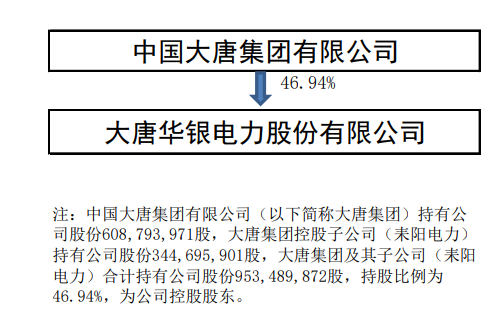 中国大唐集团有限公司
46.94%
大唐华银电力股份有限公司
注：中国大唐集团有限公司（以下简称大唐集团）持有公
司股份608,793,971股，大唐集团控股子公司（耒阳电力）
持有公司股份344,695,901股，大唐集团及其子公司（耒阳
电力）合计持有公司股份953,489,872股，持股比例为
46.94%，为公司控股股东。